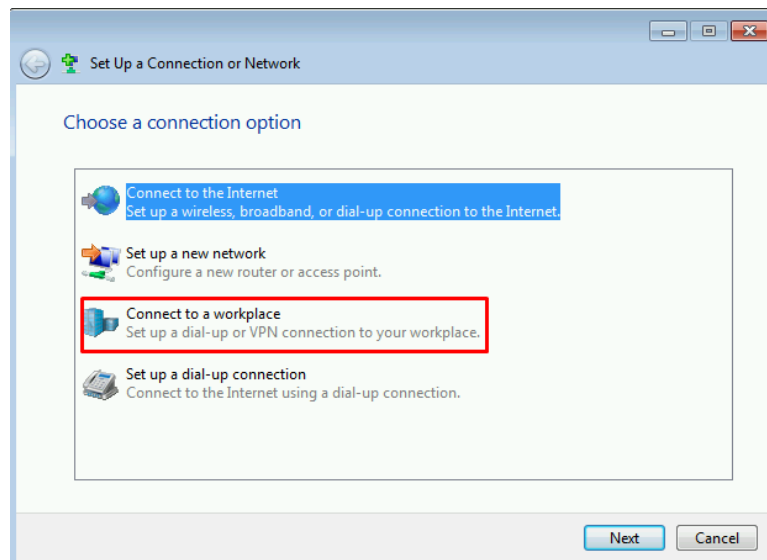 Set Up a Connection or Network
Choose a connection option
Connect to the Internet
Set up a wireless, broadband, or dial-up connection to the Internet.
Set up a new network
Configure a new router or access point.
Connect to a workplace
Set up a dial-up or VPN connection to your workplace.
Set up a dial-up connection
Connect to the Internet using a dial-up connection.
Next
Cancel